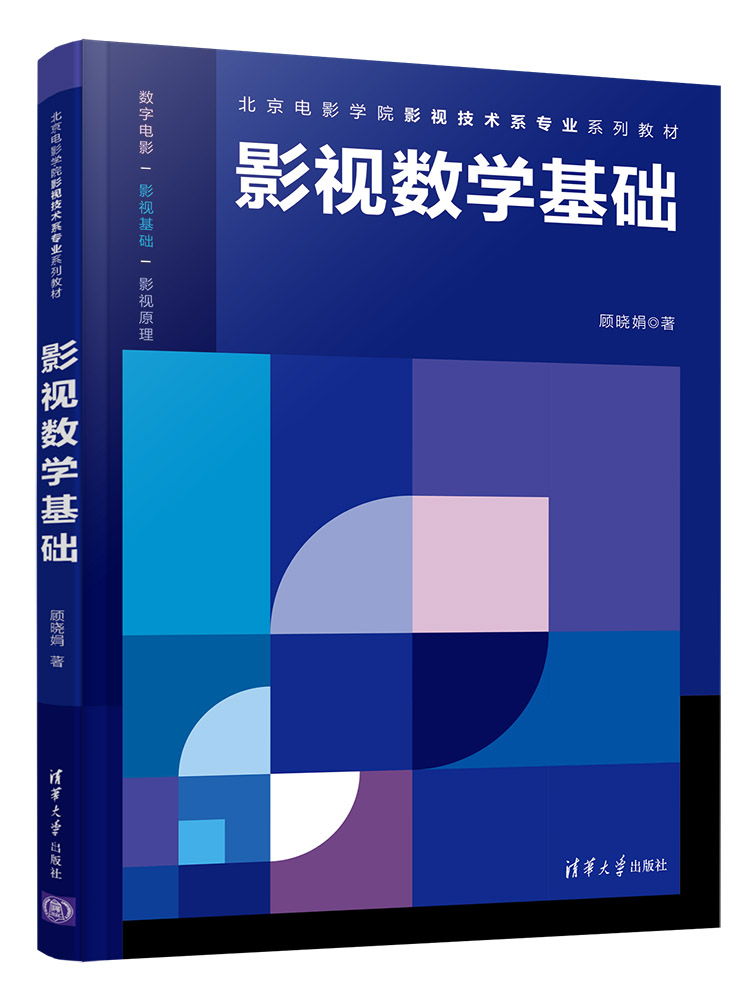 北京电影学院影视技术系专业系列教材
影视数学基础
顾晓娟◎著
数字电影-影视基础-影视原理
清华大学出版社
北京电影学院影视技术系专业系列教材
影视数学基础
顾晓娟 著
清华大学出版社